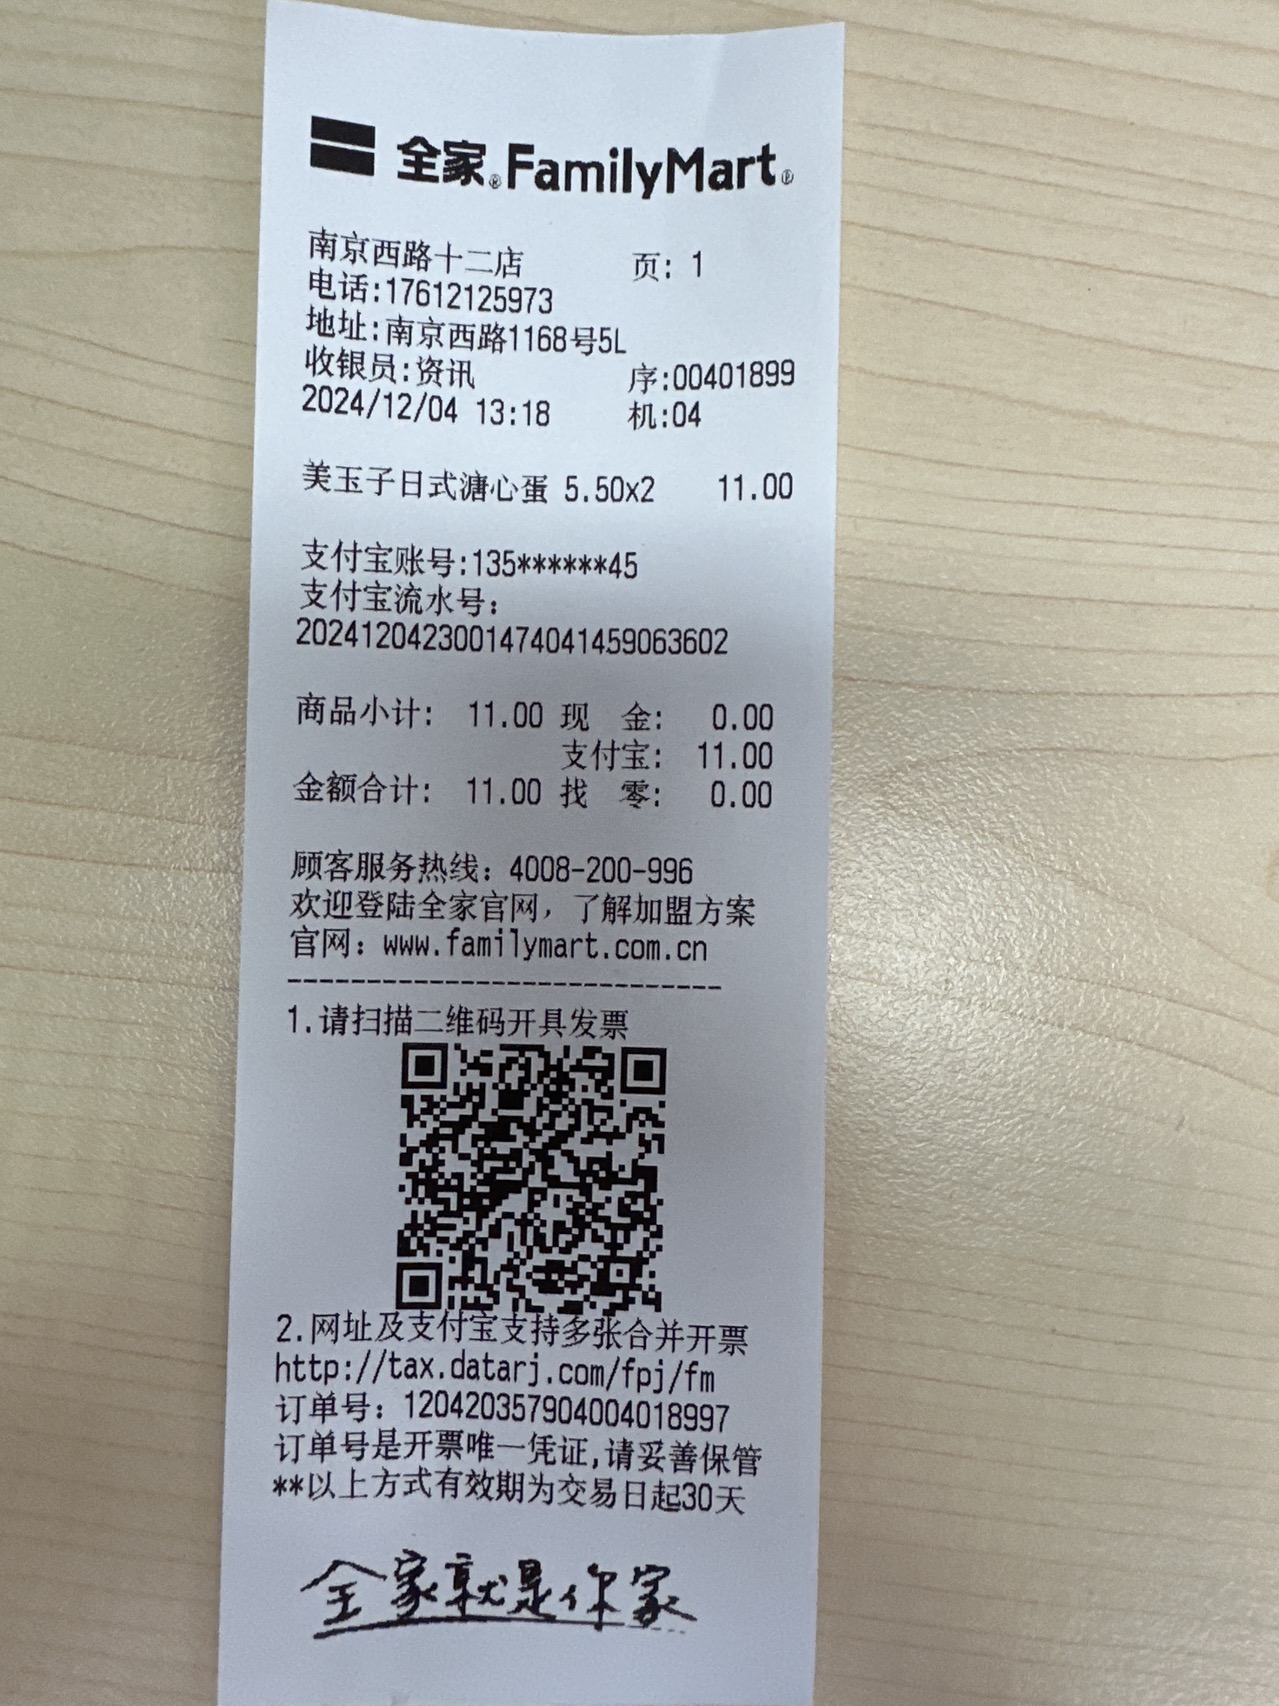 全家® FamilyMart®
南京西路十二店 页: 1
电话:17612125973
地址:南京西路1168号5L
收银员:资讯 序:00401899
2024/12/04 13:18 机:04
美玉子日式溏心蛋 5.50x2 11.00
支付宝账号:135******45
支付宝流水号:
2024120423001474041459063602
商品小计: 11.00 现 金: 0.00
支付宝: 11.00
金额合计: 11.00 找 零: 0.00
顾客服务热线: 4008-200-996
欢迎登陆全家官网, 了解加盟方案
官网: www.familymart.com.cn
----------------------------
1.请扫描二维码开具发票
2.网址及支付宝支持多张合并开票
http://tax.datarj.com/fpj/fm
订单号: 120420357904004018997
订单号是开票唯一凭证,请妥善保管
**以上方式有效期为交易日起30天
全家就是你家